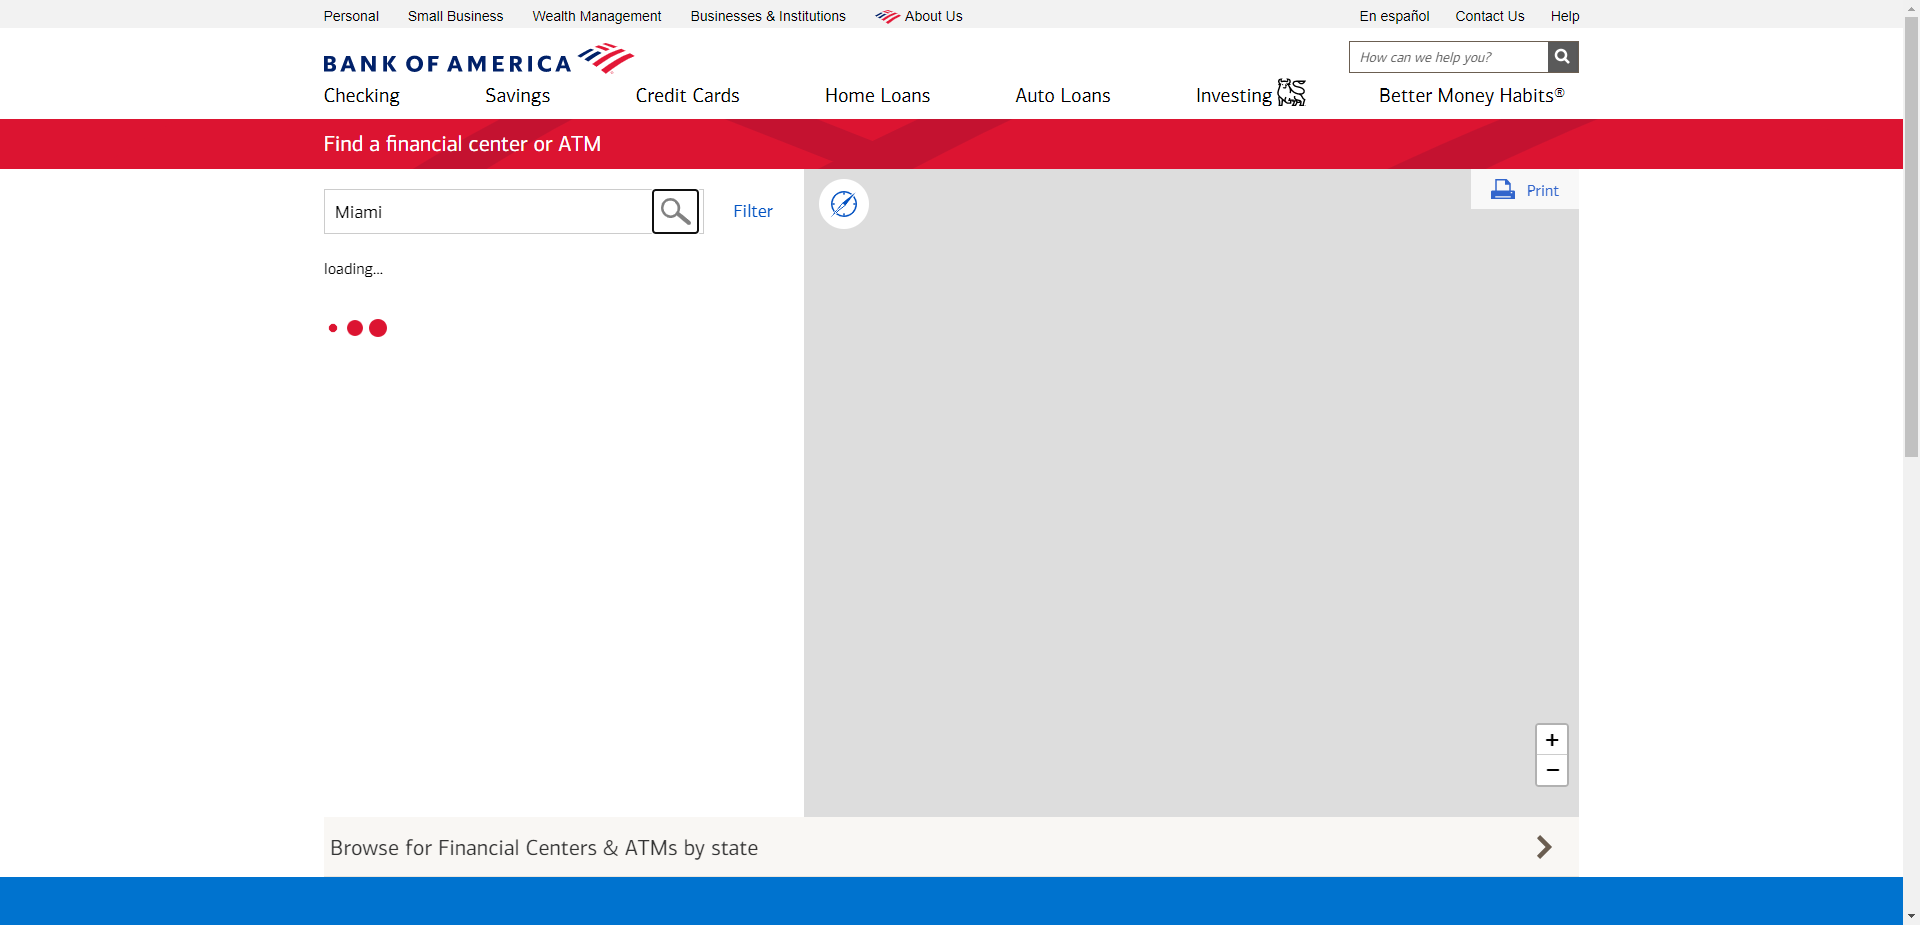 Personal Small Business Wealth Management Businesses & Institutions About Us En español Contact Us Help
BANK OF AMERICA
How can we help you?
Checking Savings Credit Cards Home Loans Auto Loans Investing Better Money Habits®
Find a financial center or ATM
Miami
Filter
Print
loading...
+
−
Browse for Financial Centers & ATMs by state